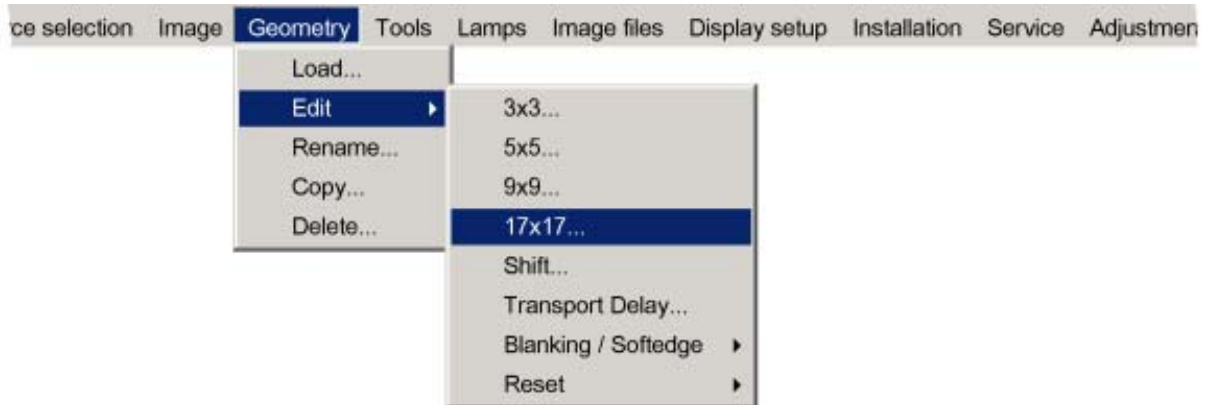 ce selection Image Geometry Tools Lamps Image files Display setup Installation Service Adjustmen
Load...
Edit
3x3...
Rename...
5x5...
Copy...
9x9...
Delete...
17x17...
Shift...
Transport Delay...
Blanking / Softedge
Reset